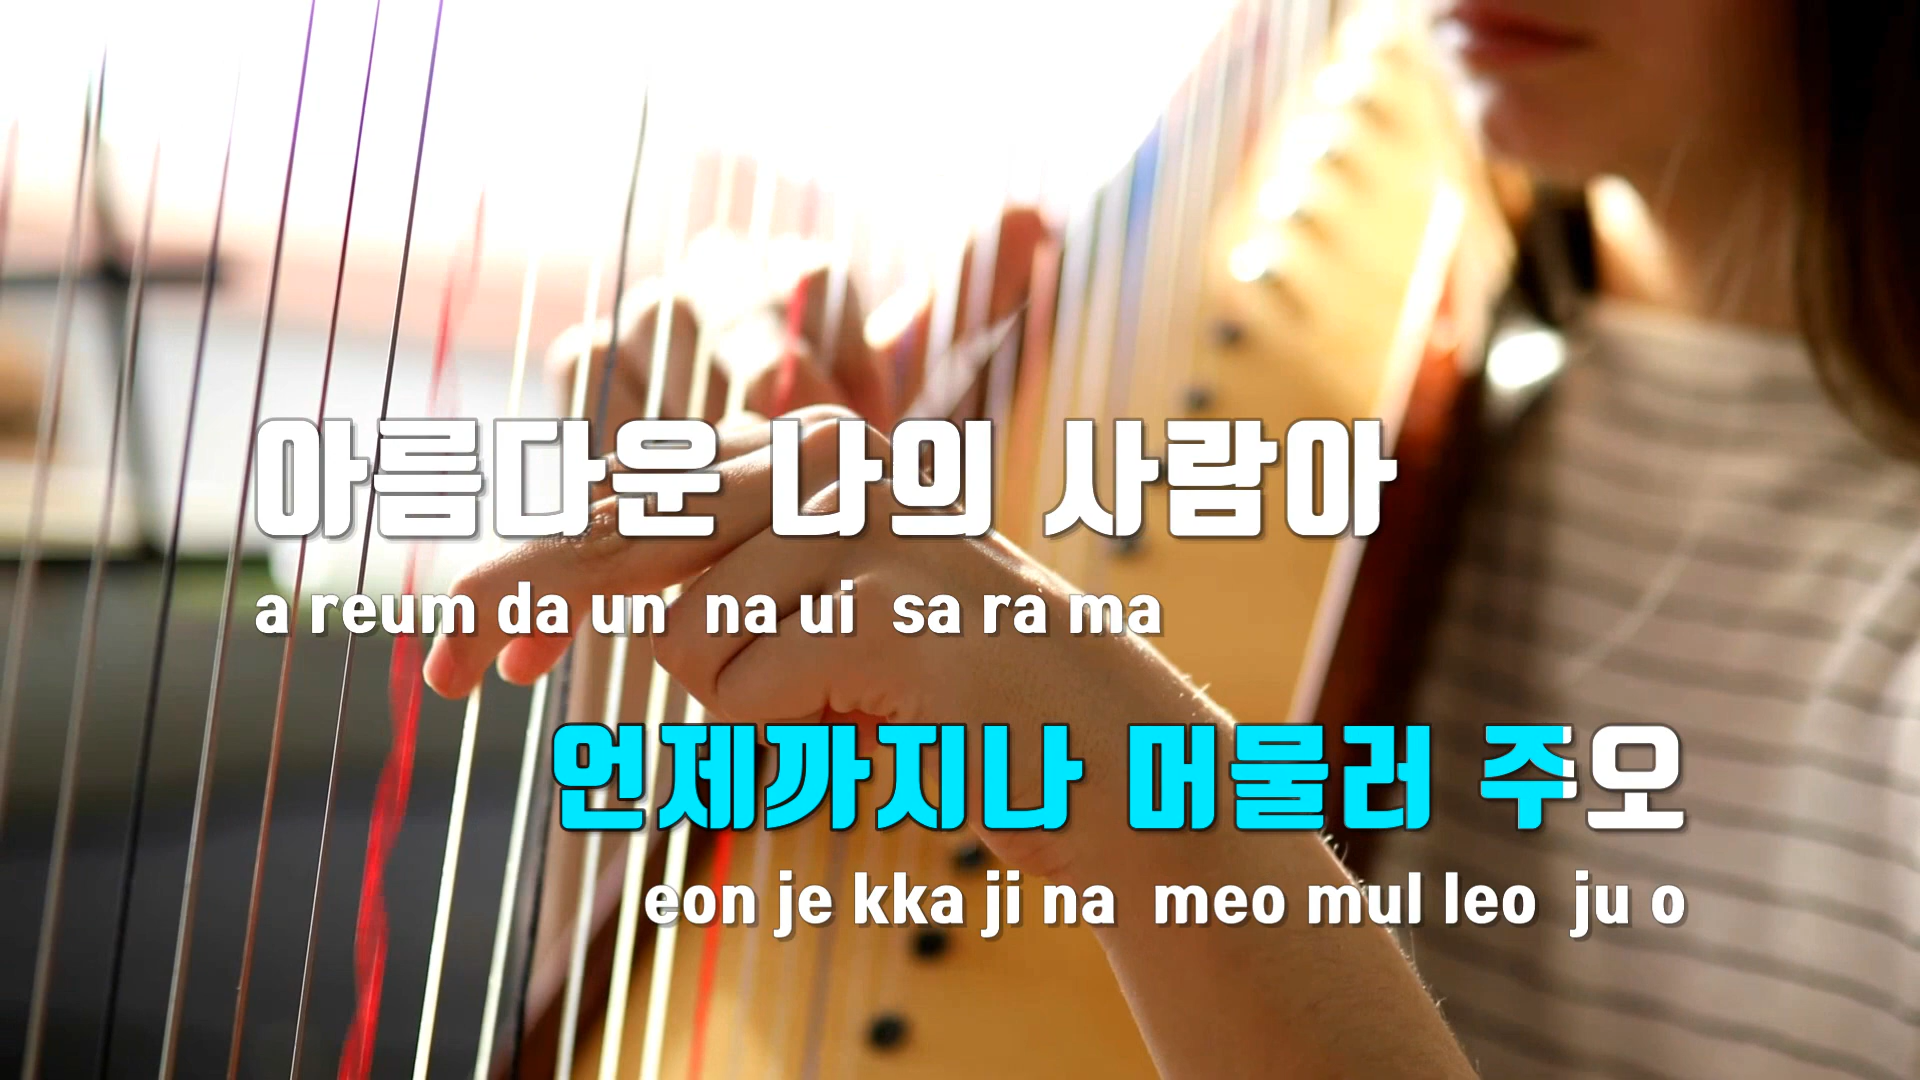 아름다운 나의 사람아
a reum da un na ui sa ra ma
언제까지나 머물러 주오
eon je kka ji na meo mul leo ju o